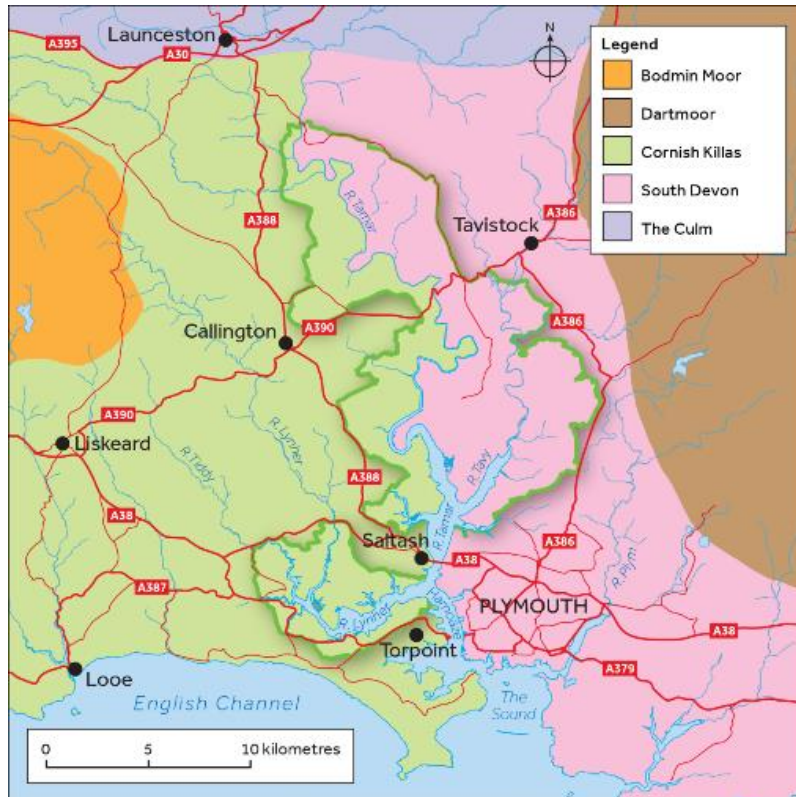 Launceston
A395
A30
N
Legend
Bodmin Moor
Dartmoor
Cornish Killas
South Devon
The Culm
R.Tamar
A388
Tavistock
A386
Callington
A390
A386
A390
Liskeard
R.Tiddy
R.Lynher
A388
R.Tavy
R.Tamar
A38
Saltash
A38
A386
R.Plym
A387
R.Lynher
Hamoaze
PLYMOUTH
Torpoint
A38
A379
Looe
English Channel
The
Sound
0 5 10 kilometres